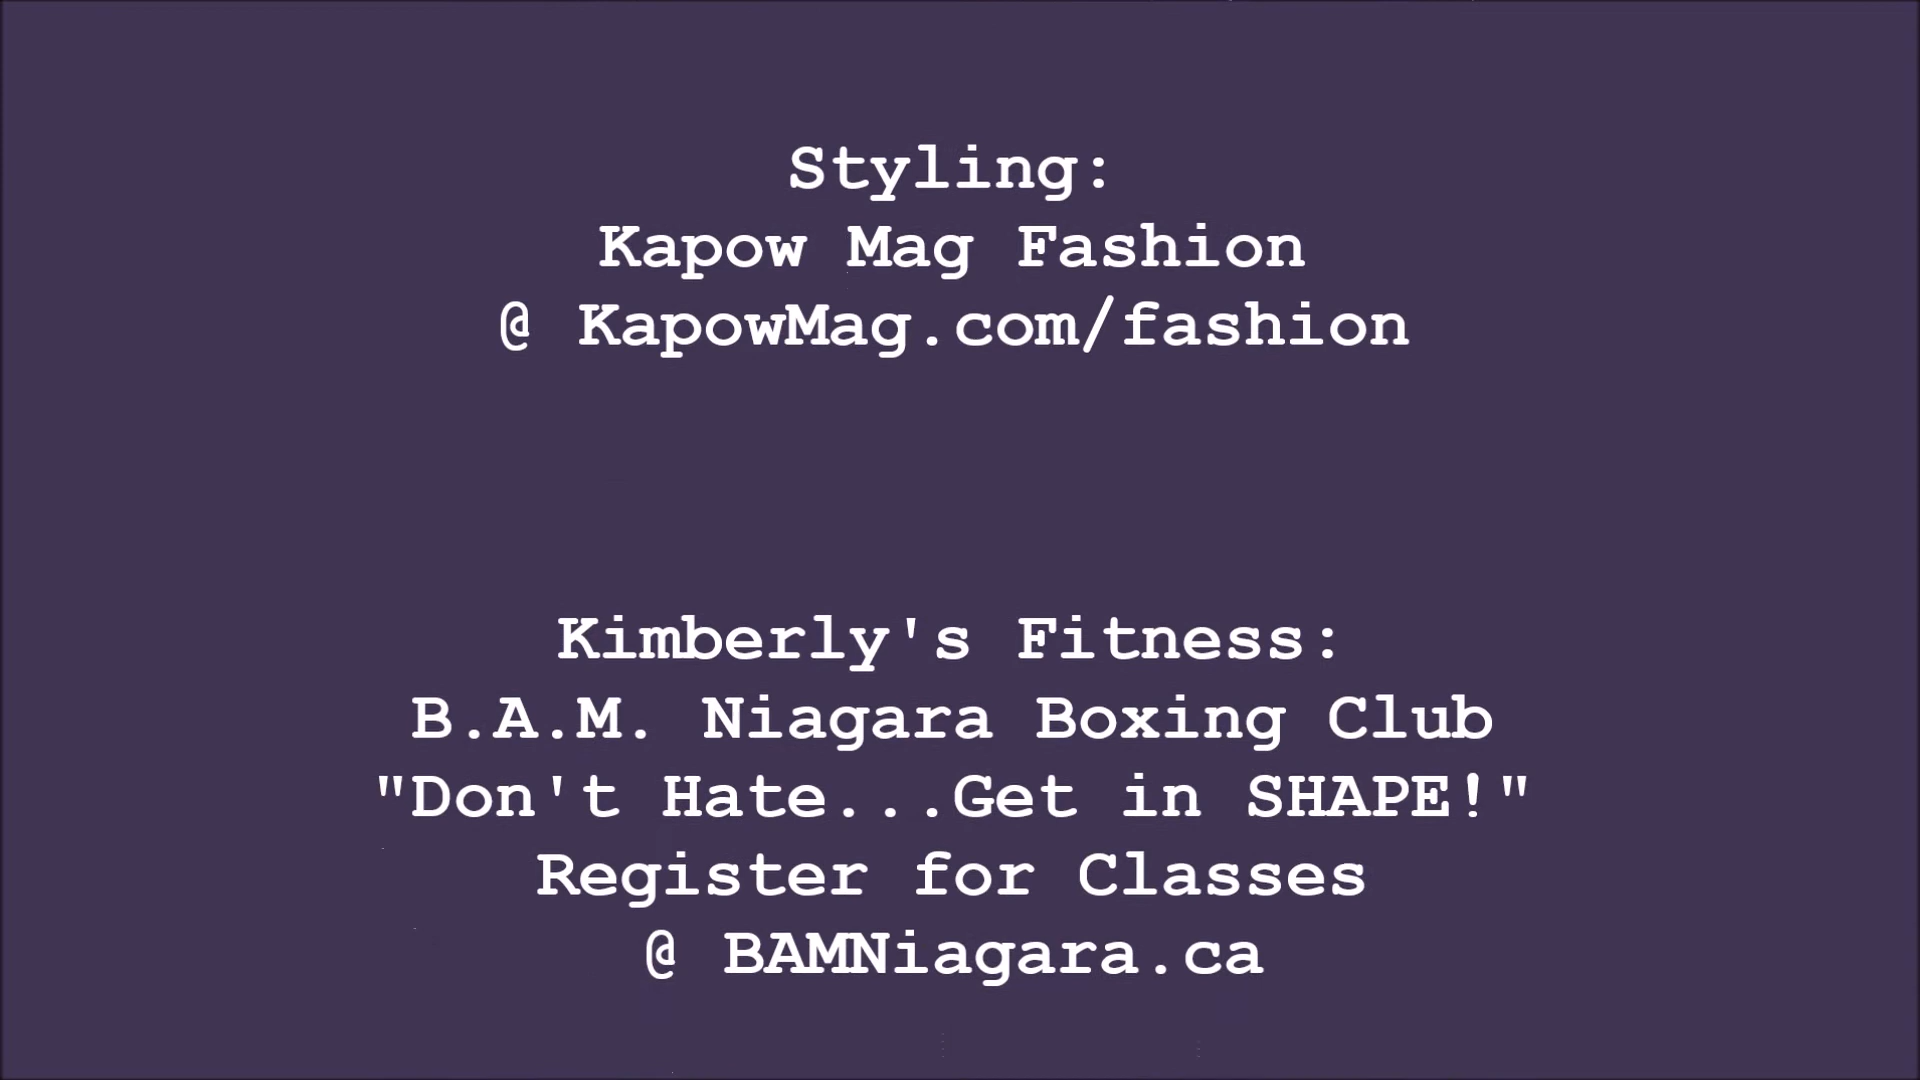 Styling:
Kapow Mag Fashion
@ KapowMag.com/fashion
Kimberly's Fitness:
B.A.M. Niagara Boxing Club
"Don't Hate...Get in SHAPE!"
Register for Classes
@ BAMNiagara.ca